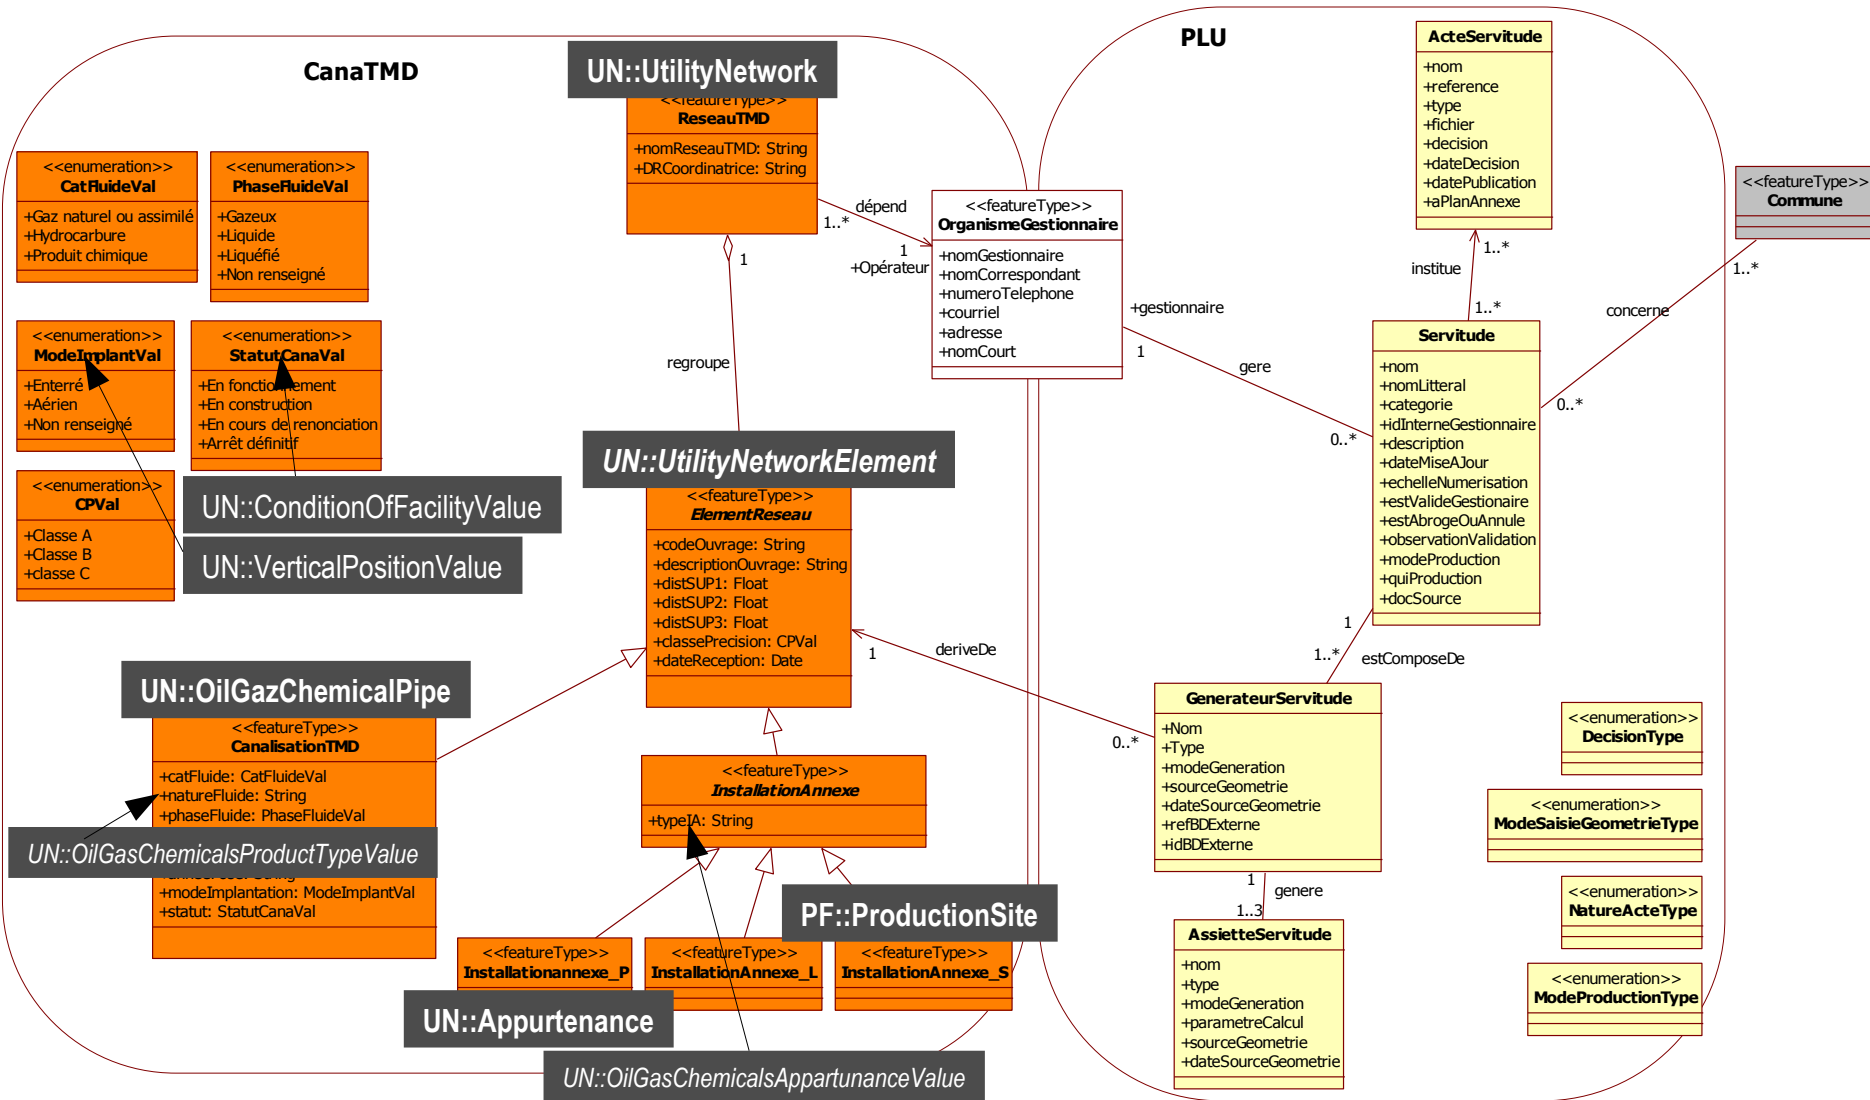 CanaTMD
PLU
UN::UtilityNetwork
<<featureType>>
ReseauTMD
+nomReseauTMD: String
+DRCoordinatrice: String
<<enumeration>>
CatFluideVal
+Gaz naturel ou assimilé
+Hydrocarbure
+Produit chimique
<<enumeration>>
PhaseFluideVal
+Gazeux
+Liquide
+Liquéfié
+Non renseigné
<<enumeration>>
ModeImplantVal
+Enterré
+Aérien
+Non renseigné
<<enumeration>>
StatutCanaVal
+En fonctionnement
+En construction
+En cours de renonciation
+Arrêt définitif
<<enumeration>>
CPVal
+Classe A
+Classe B
+classe C
UN::ConditionOfFacilityValue
UN::VerticalPositionValue
dépend
1..*
1
+Opérateur
1
regroupe
<<featureType>>
OrganismeGestionnaire
+nomGestionnaire
+nomCorrespondant
+numeroTelephone
+courriel
+adresse
+nomCourt
UN::UtilityNetworkElement
<<featureType>>
ElementReseau
+codeOuvrage: String
+descriptionOuvrage: String
+distSUP1: Float
+distSUP2: Float
+distSUP3: Float
+classePrecision: CPVal
+dateReception: Date
UN::OilGazChemicalPipe
<<featureType>>
CanalisationTMD
+catFluide: CatFluideVal
+natureFluide: String
+phaseFluide: PhaseFluideVal
UN::OilGasChemicalsProductTypeValue
+modeImplantation: ModeImplantVal
+statut: StatutCanaVal
<<featureType>>
InstallationAnnexe
+typeIA: String
PF::ProductionSite
<<featureType>>
Installationannexe_P
<<featureType>>
InstallationAnnexe_L
<<featureType>>
InstallationAnnexe_S
UN::Appurtenance
UN::OilGasChemicalsAppartunanceValue
ActeServitude
+nom
+reference
+type
+fichier
+decision
+dateDecision
+datePublication
+aPlanAnnexe
<<featureType>>
Commune
1..*
institue
1..*
1..*
concerne
0..*
+gestionnaire
1
gere
0..*
Servitude
+nom
+nomLitteral
+categorie
+idInterneGestionnaire
+description
+dateMiseAJour
+echelleNumerisation
+estValideGestionaire
+estAbrogeOuAnnule
+observationValidation
+modeProduction
+quiProduction
+docSource
1
1..*
estComposeDe
1
deriveDe
0..*
GenerateurServitude
+Nom
+Type
+modeGeneration
+sourceGeometrie
+dateSourceGeometrie
+refBDExterne
+idBDExterne
1
genere
1..3
AssietteServitude
+nom
+type
+modeGeneration
+parametreCalcul
+sourceGeometrie
+dateSourceGeometrie
<<enumeration>>
DecisionType
<<enumeration>>
ModeSaisieGeometrieType
<<enumeration>>
NatureActeType
<<enumeration>>
ModeProductionType